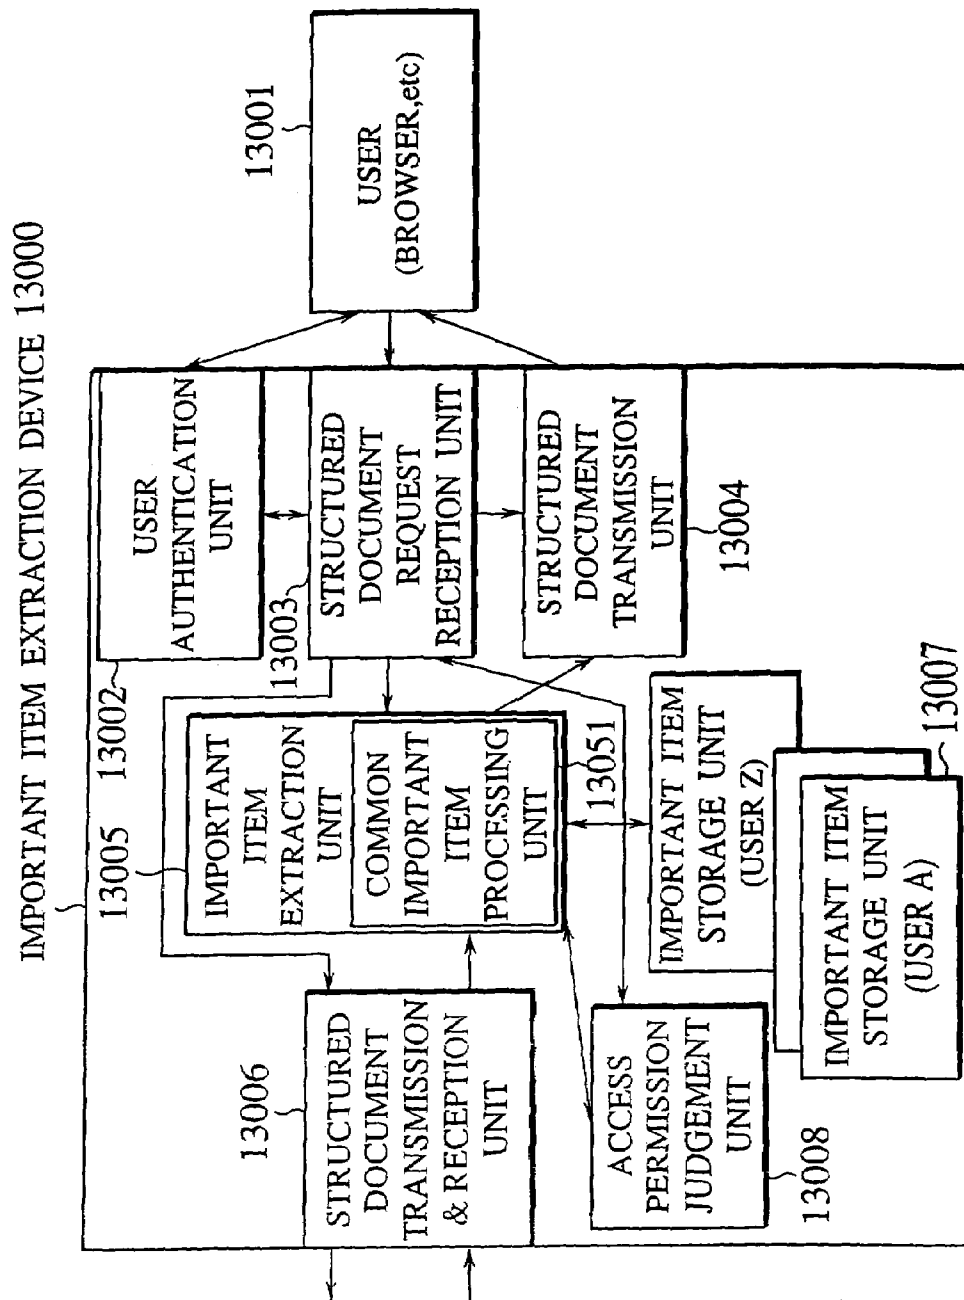 IMPORTANT ITEM EXTRACTION DEVICE 13000
13001
USER
(BROWSER,etc)
13002
USER
AUTHENTICATION
UNIT
13003
STRUCTURED
DOCUMENT
REQUEST
RECEPTION UNIT
STRUCTURED
DOCUMENT
TRANSMISSION
UNIT
13004
13005
IMPORTANT
ITEM
EXTRACTION
UNIT
COMMON
IMPORTANT
ITEM
PROCESSING
UNIT
13051
13006
STRUCTURED
DOCUMENT
TRANSMISSION
& RECEPTION
UNIT
ACCESS
PERMISSION
JUDGEMENT
UNIT
13008
IMPORTANT ITEM
STORAGE UNIT
(USER Z)
IMPORTANT ITEM
STORAGE UNIT
(USER A)
13007